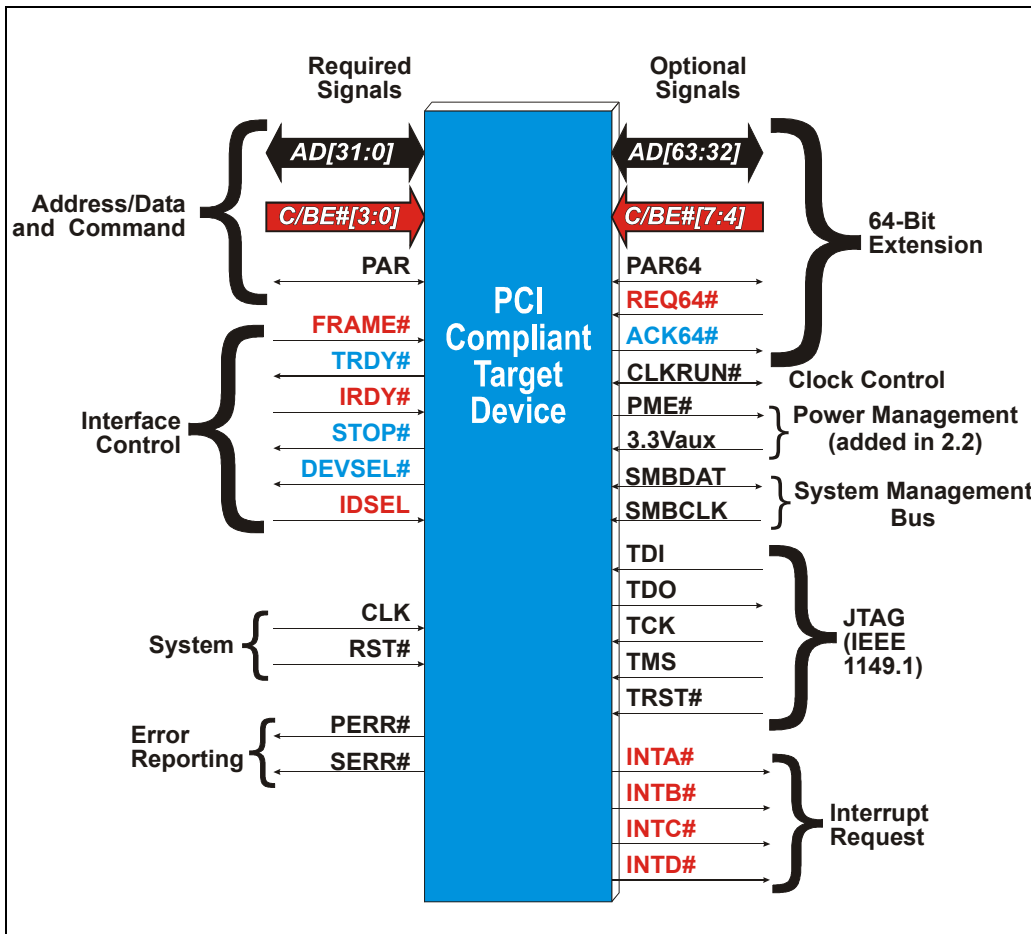 Required
Signals
Optional
Signals
AD[31:0]
AD[63:32]
Address/Data
and Command
C/BE#[3:0]
C/BE#[7:4]
64-Bit
Extension
PAR
PAR64
PCI
Compliant
Target
Device
REQ64#
FRAME#
ACK64#
TRDY#
CLKRUN#
Clock Control
IRDY#
PME#
Power Management
(added in 2.2)
Interface
Control
STOP#
3.3Vaux
DEVSEL#
SMBDAT
System Management
Bus
IDSEL
SMBCLK
TDI
TDO
CLK
TCK
JTAG
(IEEE
1149.1)
System
RST#
TMS
TRST#
PERR#
Error
Reporting
SERR#
INTA#
INTB#
Interrupt
Request
INTC#
INTD#